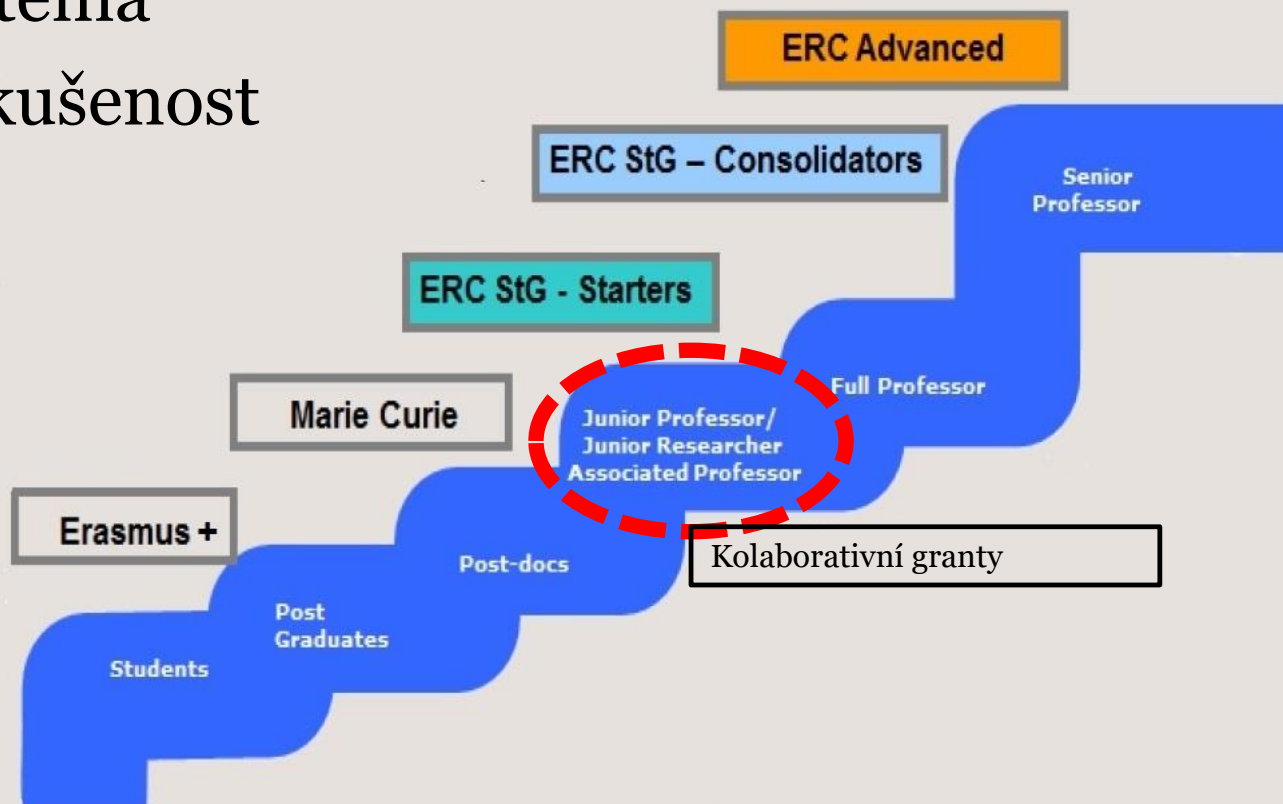 ERC Advanced
ERC StG – Consolidators
Senior
Professor
ERC StG - Starters
Full Professor
Marie Curie
Junior Professor/
Junior Researcher
Associated Professor
Erasmus +
Post-docs
Kolaborativní granty
Post
Graduates
Students